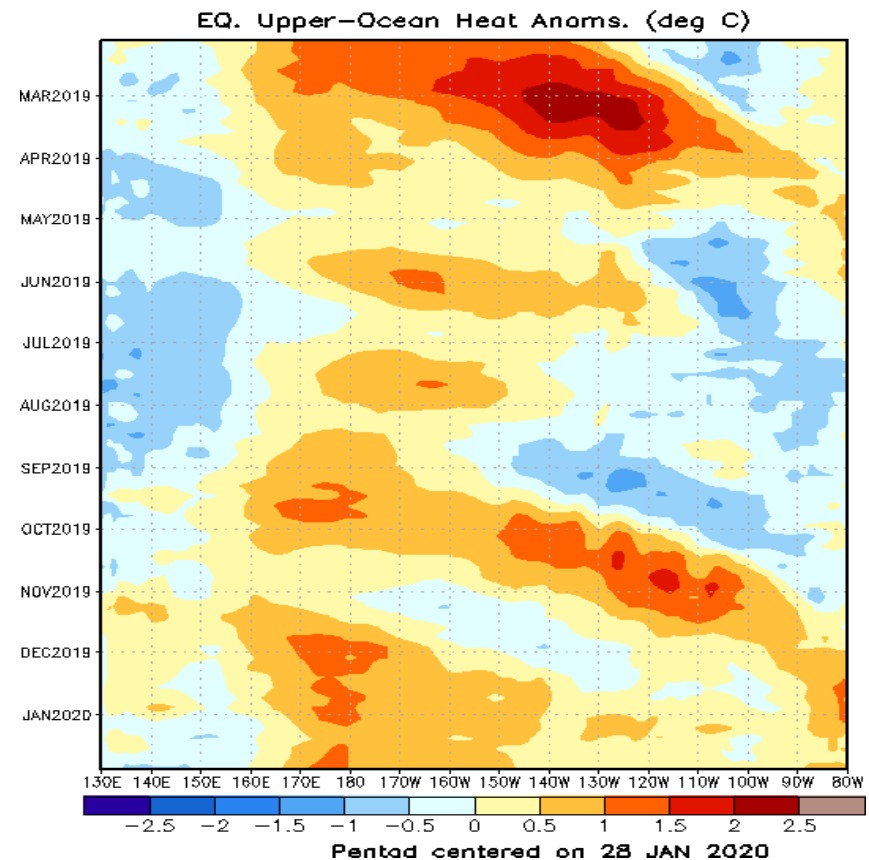 EQ. Upper-Ocean Heat Anoms. (deg C)
MAR2019
APR2019
MAY2019
JUN2019
JUL2019
AUG2019
SEP2019
OCT2019
NOV2019
DEC2019
JAN2020
130E 140E 150E 160E 170E 180 170W 160W 150W 140W 130W 120W 110W 100W 90W 80W
-2.5 -2 -1.5 -1 -0.5 0 0.5 1 1.5 2 2.5
Pentad centered on 28 JAN 2020